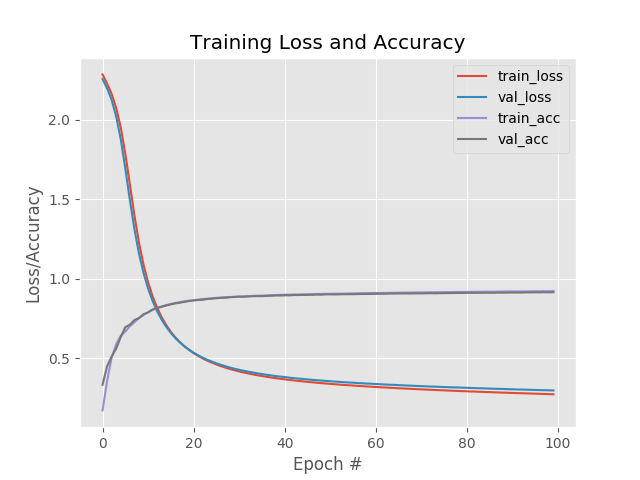 Training Loss and Accuracy
train_loss
val_loss
train_acc
val_acc
2.0
1.5
1.0
0.5
Loss/Accuracy
0 20 40 60 80 100
Epoch #